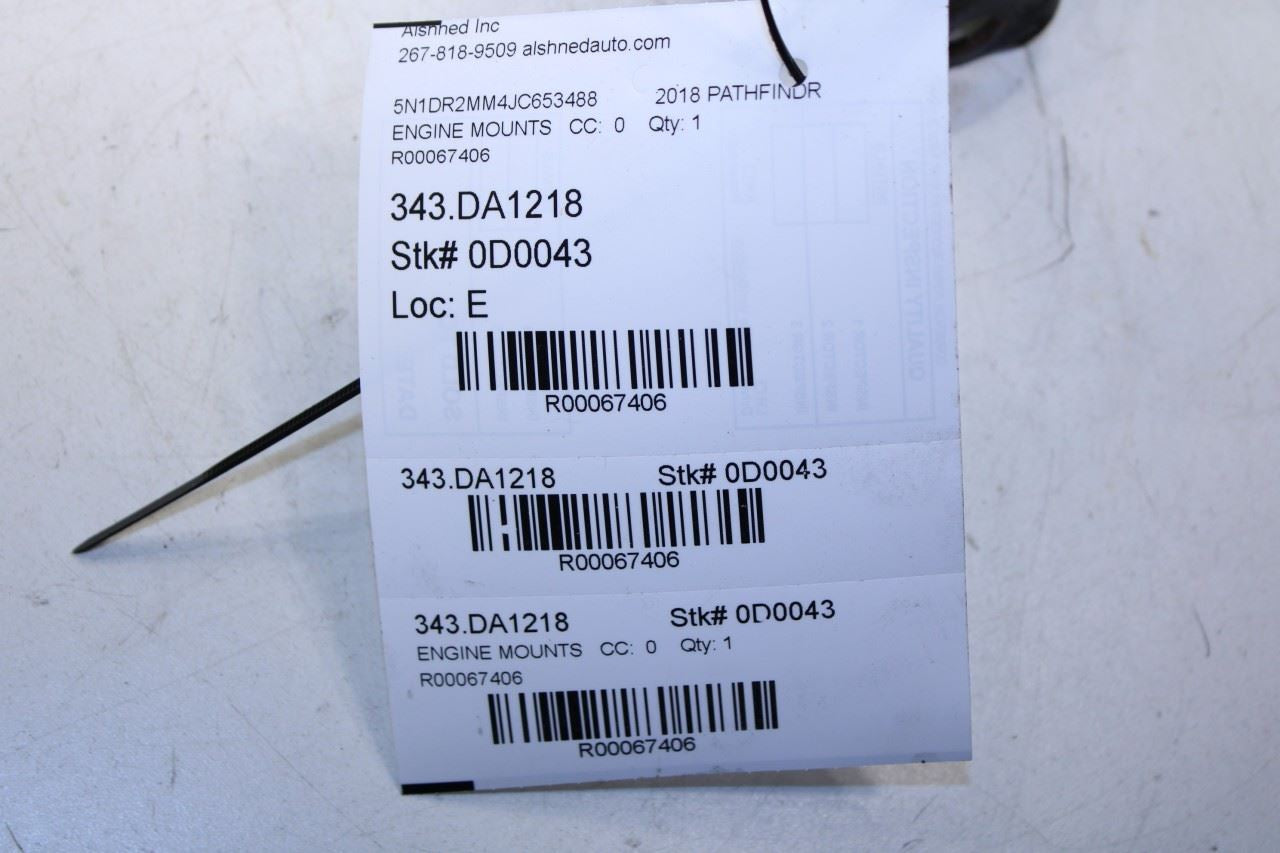 Alshned Inc
267-818-9509 alshnedauto.com
5N1DR2MM4JC653488 2018 PATHFINDR
ENGINE MOUNTS CC: 0 Qty: 1
R00067406
343.DA1218
Stk# 0D0043
Loc: E
R00067406
343.DA1218 Stk# 0D0043
R00067406
343.DA1218 Stk# 0D0043
ENGINE MOUNTS CC: 0 Qty: 1
R00067406
R00067406